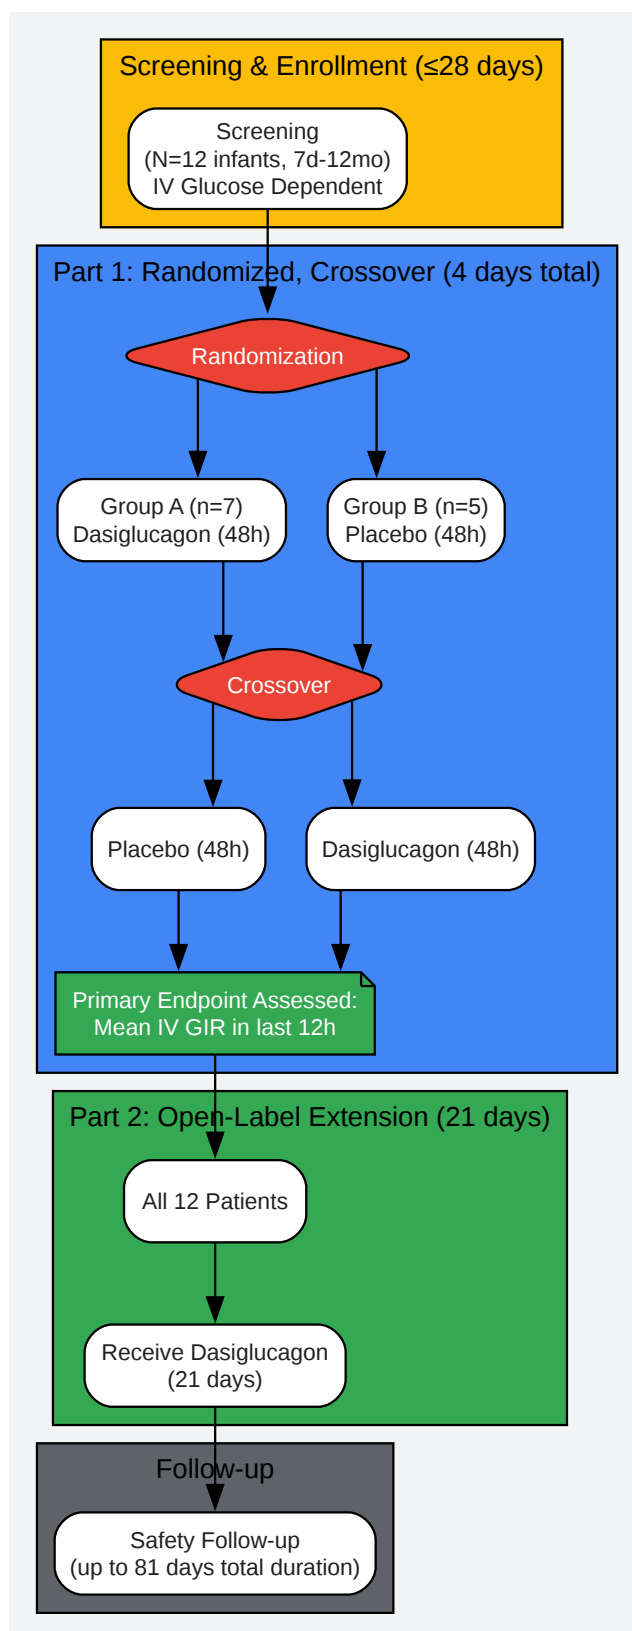 Screening & Enrollment (≤28 days)
Screening
(N=12 infants, 7d-12mo)
IV Glucose Dependent
Part 1: Randomized, Crossover (4 days total)
Randomization
Group A (n=7)
Dasiglucagon (48h)
Group B (n=5)
Placebo (48h)
Crossover
Placebo (48h)
Dasiglucagon (48h)
Primary Endpoint Assessed:
Mean IV GIR in last 12h
Part 2: Open-Label Extension (21 days)
All 12 Patients
Receive Dasiglucagon
(21 days)
Follow-up
Safety Follow-up
(up to 81 days total duration)